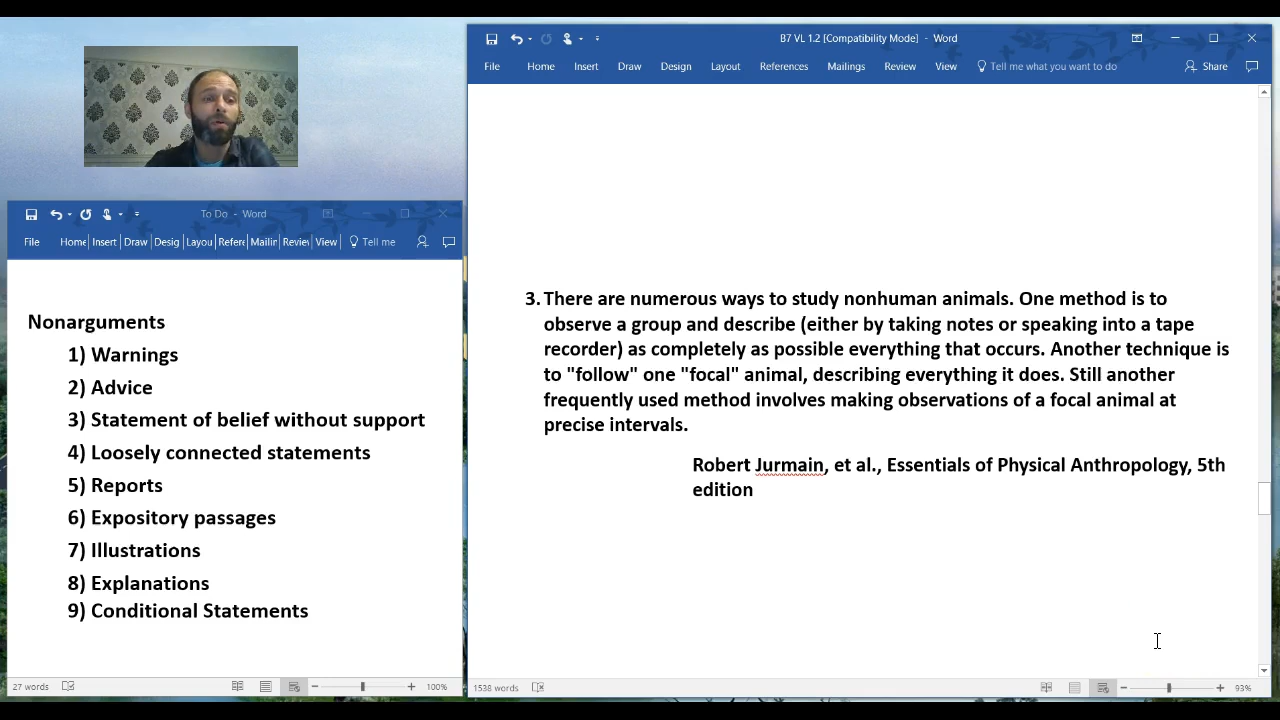 B7 VL 1.2 [Compatibility Mode] - Word
File Home Insert Draw Design Layout References Mailings Review View Tell me what you want to do Share
To Do - Word
File Home Insert Draw Desig Layou Refere Mailin Review View Tell me
Nonarguments
1) Warnings
2) Advice
3) Statement of belief without support
4) Loosely connected statements
5) Reports
6) Expository passages
7) Illustrations
8) Explanations
9) Conditional Statements
27 words
100%
3. There are numerous ways to study nonhuman animals. One method is to
observe a group and describe (either by taking notes or speaking into a tape
recorder) as completely as possible everything that occurs. Another technique is
to "follow" one "focal" animal, describing everything it does. Still another
frequently used method involves making observations of a focal animal at
precise intervals.
Robert Jurmain, et al., Essentials of Physical Anthropology, 5th
edition
1538 words
93%